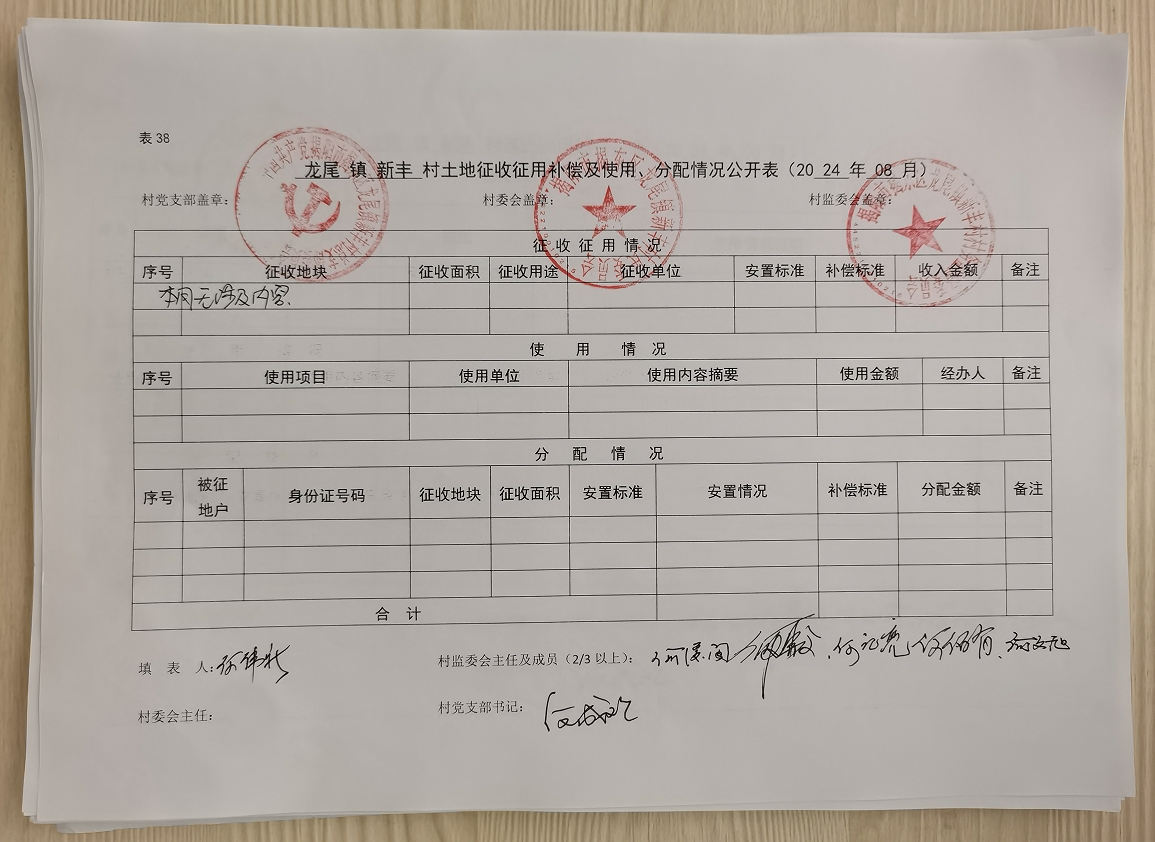 表 38
龙尾 镇 新丰 村土地征收征用补偿及使用、分配情况公开表（20 24 年 08 月）
村党支部盖章： 村委会盖章： 村监委会盖章：
征 收 征 用 情 况
序号 征收地块 征收面积 征收用途 征收单位 安置标准 补偿标准 收入金额 备注
本月无涉及内容.
使 用 情 况
序号 使用项目 使用单位 使用内容摘要 使用金额 经办人 备注
分 配 情 况
序号 被征地户 身份证号码 征收地块 征收面积 安置标准 安置情况 补偿标准 分配金额 备注
合 计
填 表 人： 村监委会主任及成员（2/3 以上）：
村委会主任： 村党支部书记：